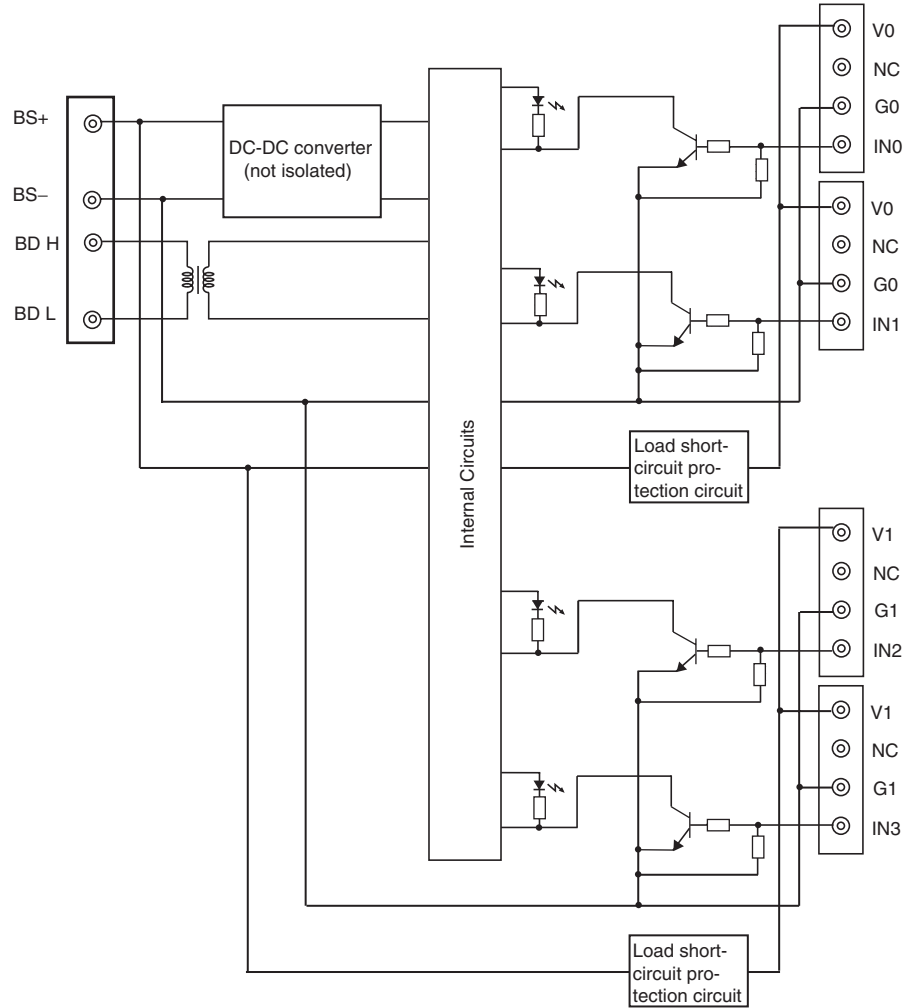 BS+
BS–
BD H
BD L
DC-DC converter
(not isolated)
Internal Circuits
V0
NC
G0
IN0
V0
NC
G0
IN1
Load short-
circuit pro-
tection circuit
V1
NC
G1
IN2
V1
NC
G1
IN3
Load short-
circuit pro-
tection circuit